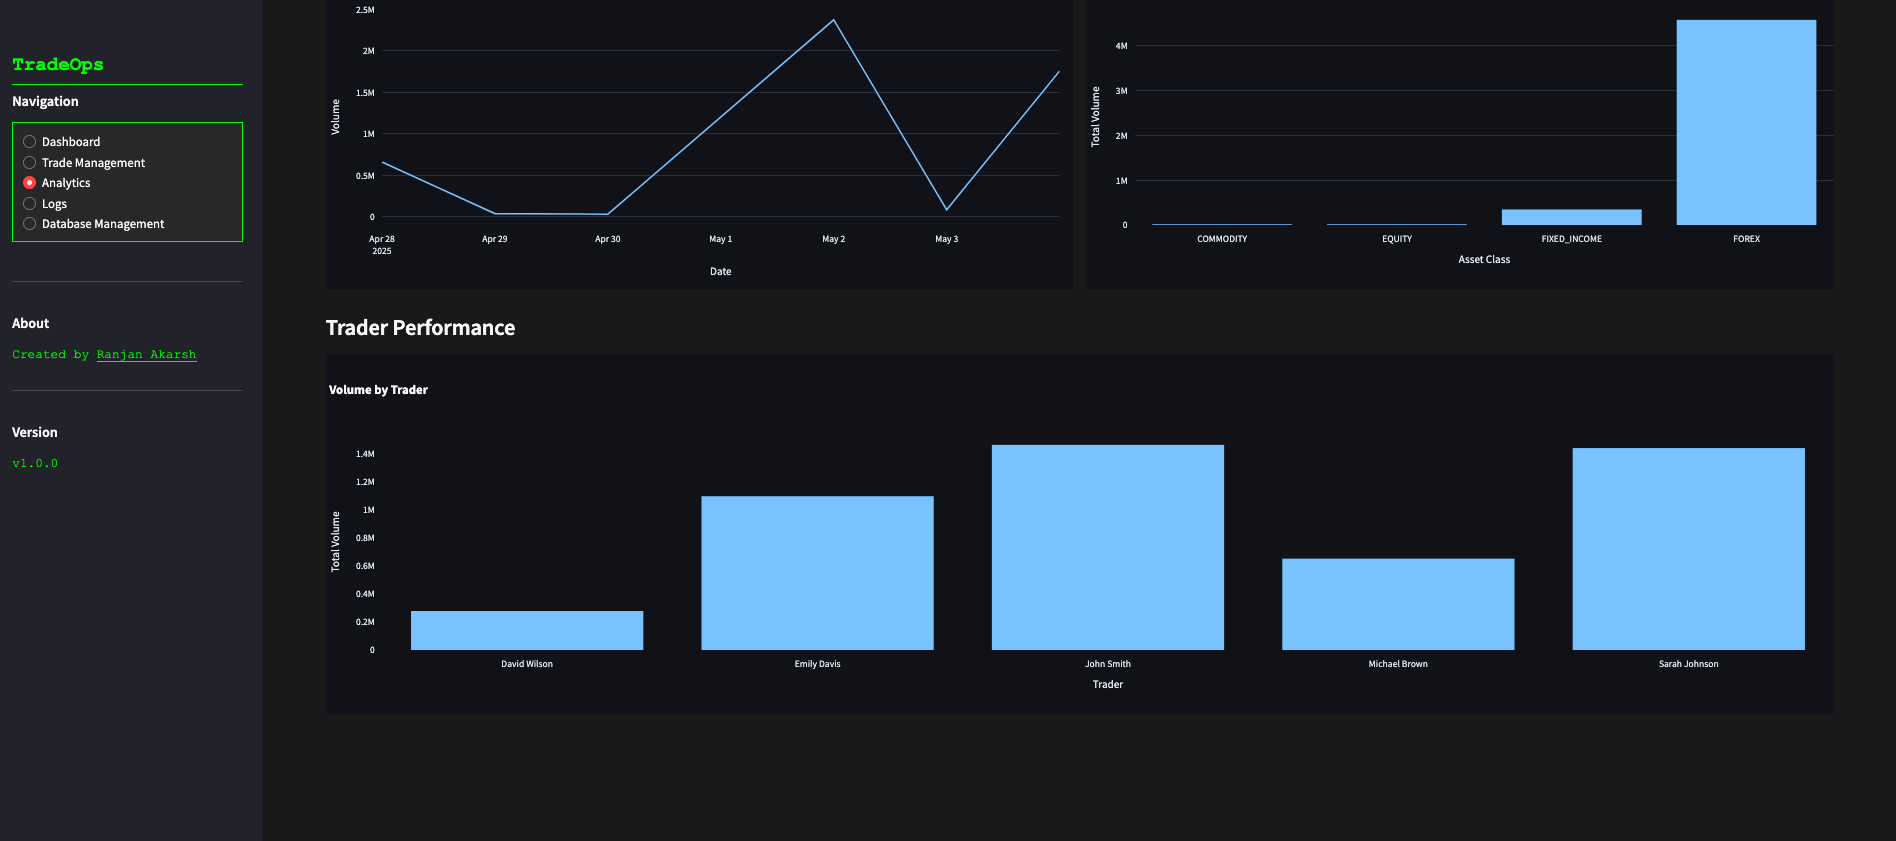 TradeOps
Navigation
Dashboard
Trade Management
Analytics
Logs
Database Management
About
Created by Ranjan Akarsh
Version
v1.0.0
2.5M
2M
1.5M
1M
0.5M
0
Volume
Apr 28
2025
Apr 29
Apr 30
May 1
May 2
May 3
Date
4M
3M
2M
1M
0
Total Volume
COMMODITY
EQUITY
FIXED_INCOME
FOREX
Asset Class
Trader Performance
Volume by Trader
1.4M
1.2M
1M
0.8M
0.6M
0.4M
0.2M
0
Total Volume
David Wilson
Emily Davis
John Smith
Michael Brown
Sarah Johnson
Trader